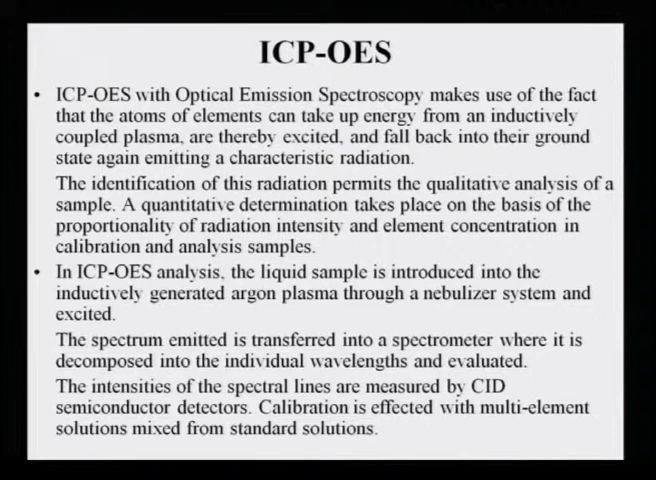 ICP-OES
• ICP-OES with Optical Emission Spectroscopy makes use of the fact
that the atoms of elements can take up energy from an inductively
coupled plasma, are thereby excited, and fall back into their ground
state again emitting a characteristic radiation.
The identification of this radiation permits the qualitative analysis of a
sample. A quantitative determination takes place on the basis of the
proportionality of radiation intensity and element concentration in
calibration and analysis samples.
• In ICP-OES analysis, the liquid sample is introduced into the
inductively generated argon plasma through a nebulizer system and
excited.
The spectrum emitted is transferred into a spectrometer where it is
decomposed into the individual wavelengths and evaluated.
The intensities of the spectral lines are measured by CID
semiconductor detectors. Calibration is effected with multi-element
solutions mixed from standard solutions.